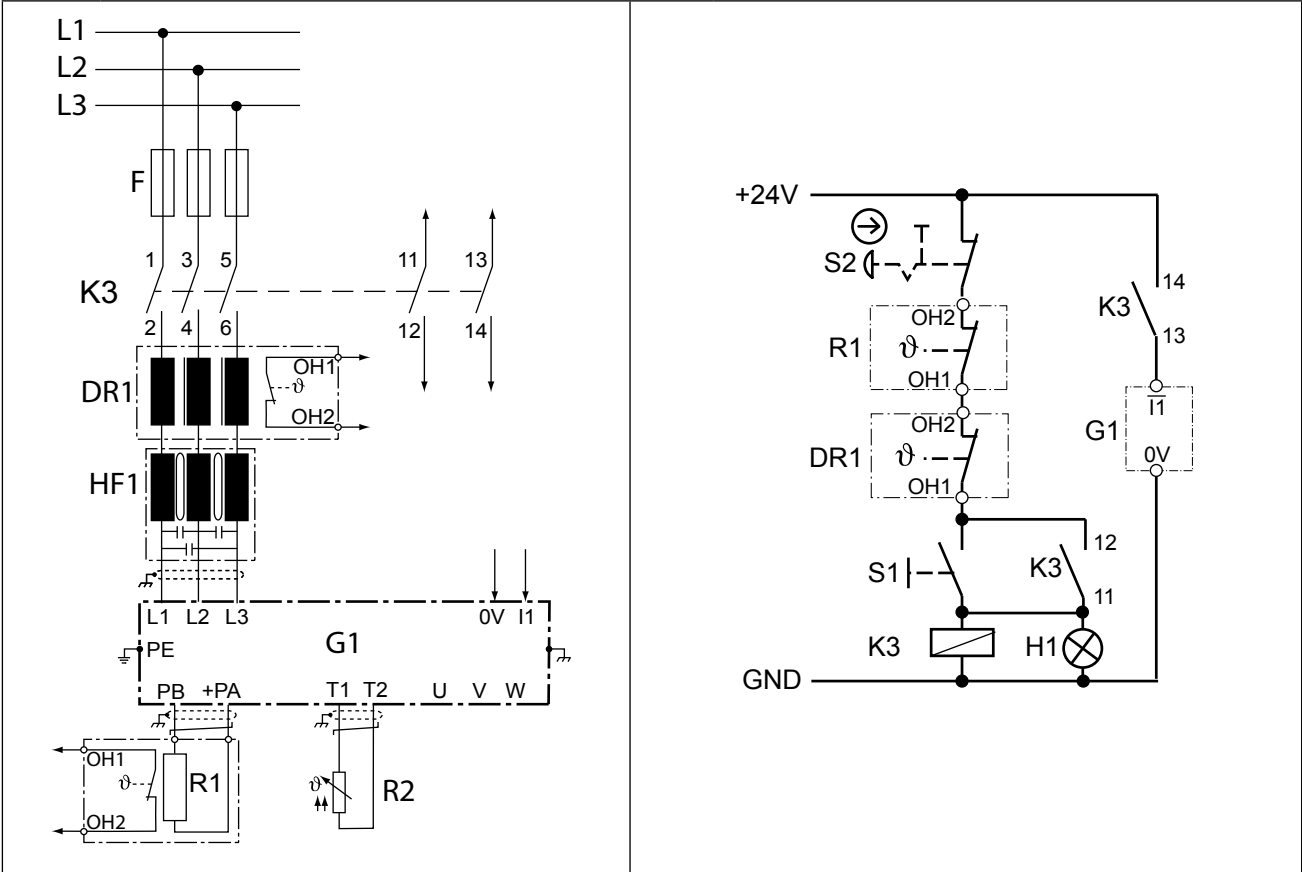 L1
L2
L3
F
1 3 5 11 13
K3
2 4 6 12 14
DR1
OH1
ϑ
OH2
HF1
L1 L2 L3 0V I1
PE
G1
PB +PA T1 T2 U V W
OH1
ϑ
R1
OH2
ϑ
R2
+24V
S2
OH2
R1
ϑ
OH1
OH2
DR1
ϑ
OH1
K3
14
13
I1
G1
0V
S1
K3
12
11
K3
H1
GND